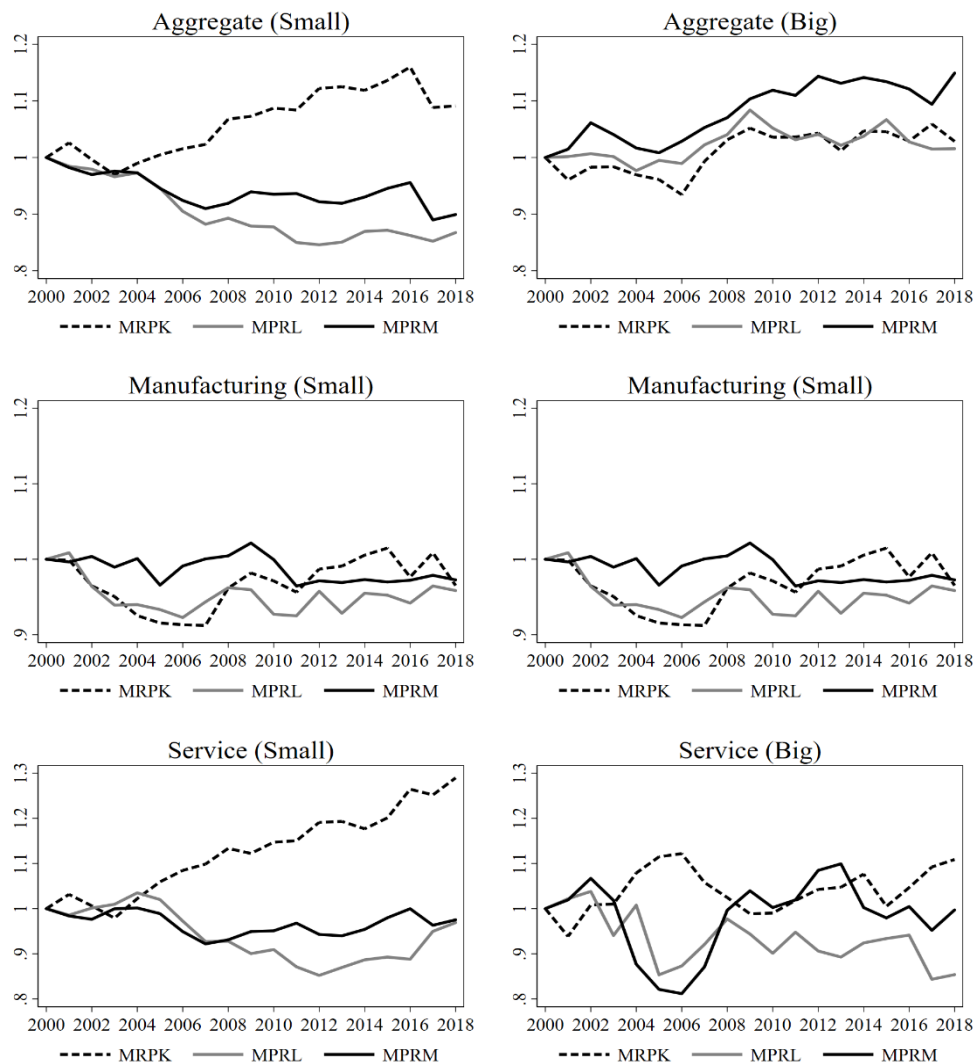 Aggregate (Small)
1.2
1.1
1
.9
.8
2000 2002 2004 2006 2008 2010 2012 2014 2016 2018
MRPK MPRL MPRM
Aggregate (Big)
1.2
1.1
1
.9
.8
2000 2002 2004 2006 2008 2010 2012 2014 2016 2018
MRPK MPRL MPRM
Manufacturing (Small)
1.2
1.1
1
.9
2000 2002 2004 2006 2008 2010 2012 2014 2016 2018
MRPK MPRL MPRM
Manufacturing (Small)
1.2
1.1
1
.9
2000 2002 2004 2006 2008 2010 2012 2014 2016 2018
MRPK MPRL MPRM
Service (Small)
1.3
1.2
1.1
1
.9
.8
2000 2002 2004 2006 2008 2010 2012 2014 2016 2018
MRPK MPRL MPRM
Service (Big)
1.3
1.2
1.1
1
.9
.8
2000 2002 2004 2006 2008 2010 2012 2014 2016 2018
MRPK MPRL MPRM